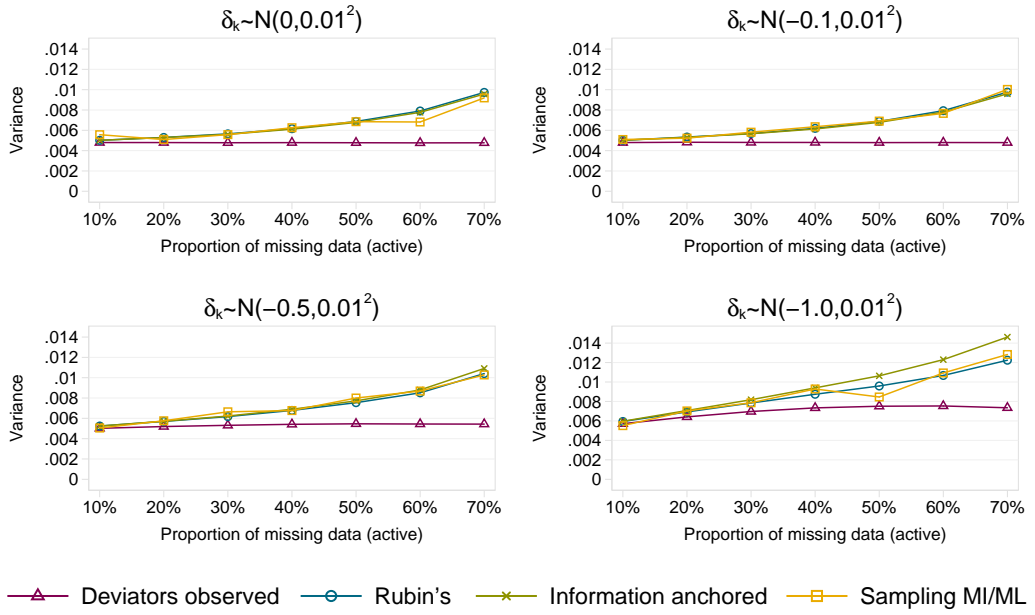 δk~N(0,0.01²)
Variance
.014
.012
.01
.008
.006
.004
.002
0
10% 20% 30% 40% 50% 60% 70%
Proportion of missing data (active)
δk~N(−0.1,0.01²)
Variance
.014
.012
.01
.008
.006
.004
.002
0
10% 20% 30% 40% 50% 60% 70%
Proportion of missing data (active)
δk~N(−0.5,0.01²)
Variance
.014
.012
.01
.008
.006
.004
.002
0
10% 20% 30% 40% 50% 60% 70%
Proportion of missing data (active)
δk~N(−1.0,0.01²)
Variance
.014
.012
.01
.008
.006
.004
.002
0
10% 20% 30% 40% 50% 60% 70%
Proportion of missing data (active)
Deviators observed Rubin's Information anchored Sampling MI/ML